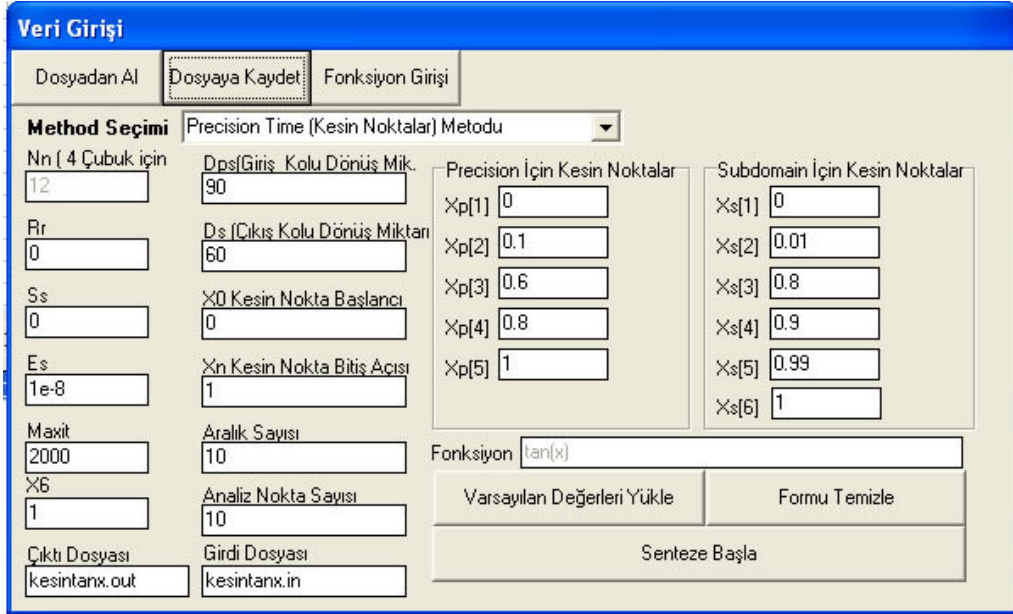 Veri Girişi
Dosyadan Al
Dosyaya Kaydet
Fonksiyon Girişi
Method Seçimi
Precision Time (Kesin Noktalar) Metodu
Nn ( 4 Çubuk için
12
Rr
0
Ss
0
Es
1e-8
Maxit
2000
X6
1
Çıktı Dosyası
kesintanx.out
Dps(Giriş Kolu Dönüş Mik.
90
Ds (Çıkış Kolu Dönüş Miktarı
60
X0 Kesin Nokta Başlancı
0
Xn Kesin Nokta Bitiş Açısı
1
Aralık Sayısı
10
Analiz Nokta Sayısı
10
Girdi Dosyası
kesintanx.in
Precision İçin Kesin Noktalar
Xp[1] 0
Xp[2] 0.1
Xp[3] 0.6
Xp[4] 0.8
Xp[5] 1
Subdomain İçin Kesin Noktalar
Xs[1] 0
Xs[2] 0.01
Xs[3] 0.8
Xs[4] 0.9
Xs[5] 0.99
Xs[6] 1
Fonksiyon tan(x)
Varsayılan Değerleri Yükle
Formu Temizle
Senteze Başla